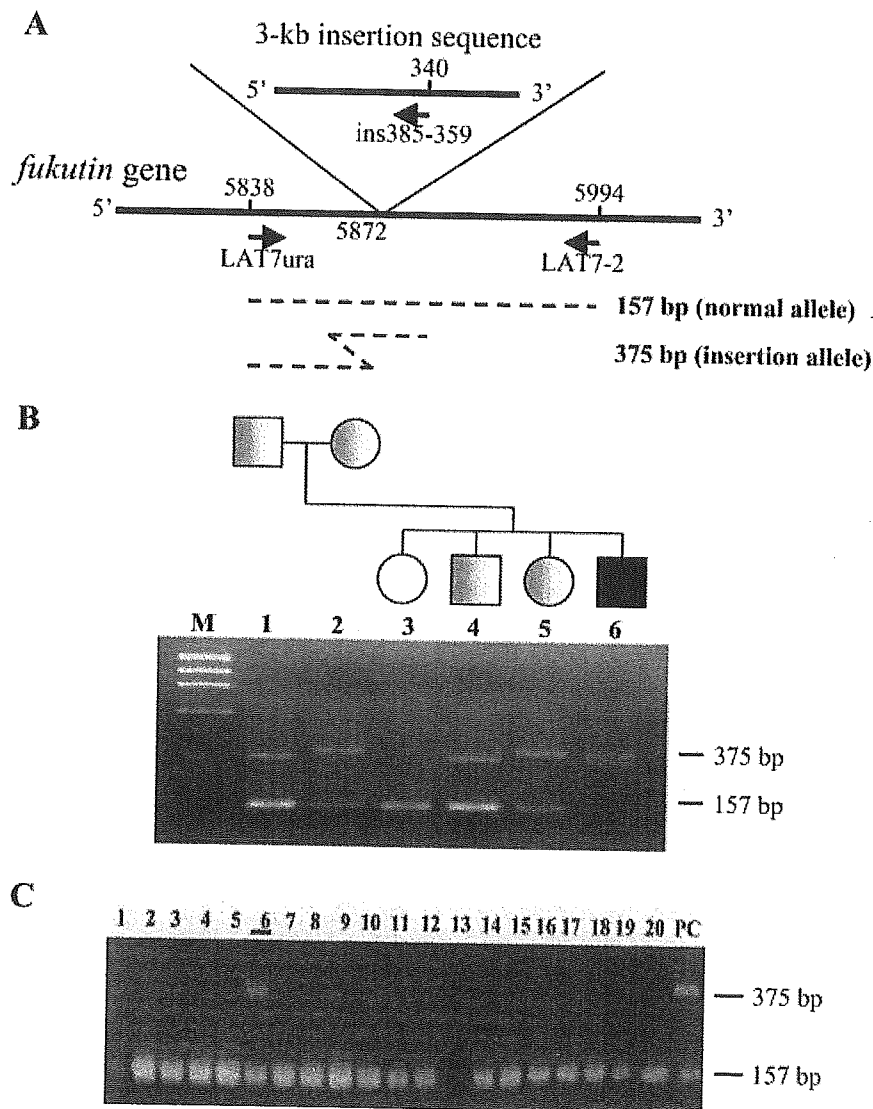 A
3-kb insertion sequence
340
5' 3'
ins385-359
fukutin gene
5838 5994
5' 3'
5872
LAT7ura LAT7-2
157 bp (normal allele)
375 bp (insertion allele)
B
M 1 2 3 4 5 6
375 bp
157 bp
C
1 2 3 4 5 6 7 8 9 10 11 12 13 14 15 16 17 18 19 20 PC
375 bp
157 bp